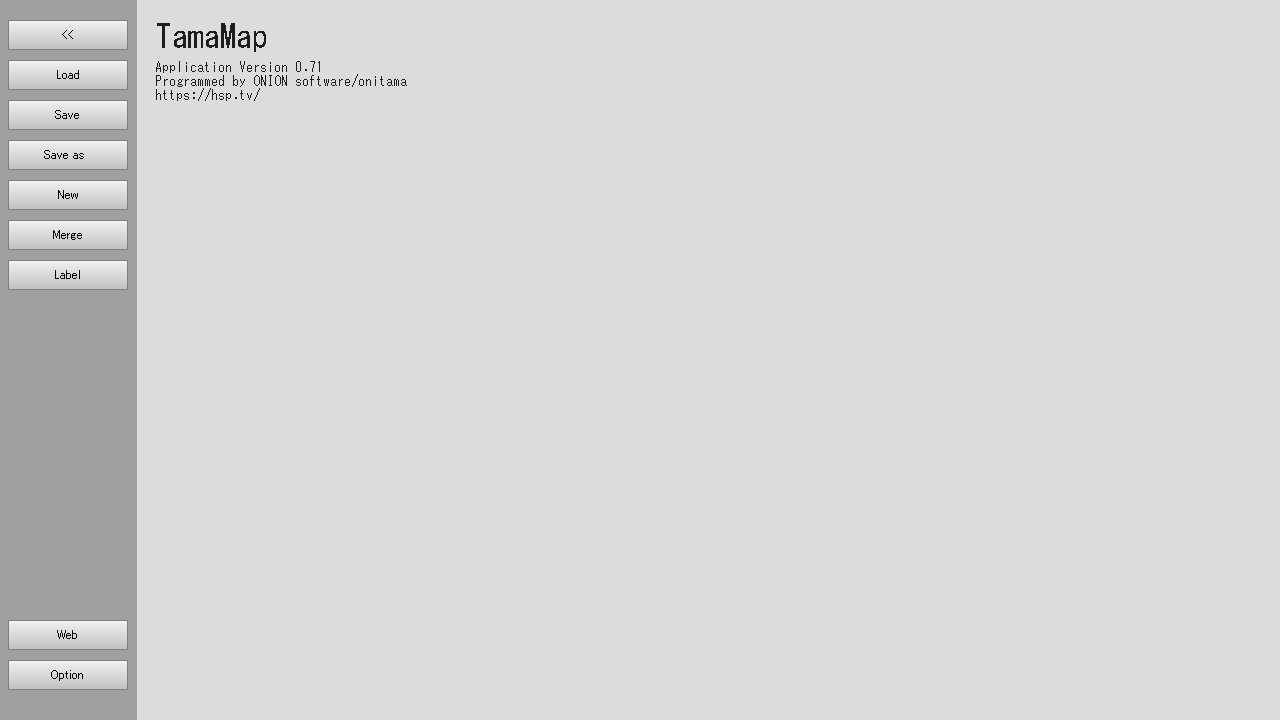 <<
Load
Save
Save as
New
Merge
Label
Web
Option
TamaMap
Application Version 0.71
Programmed by ONION software/onitama
https://hsp.tv/